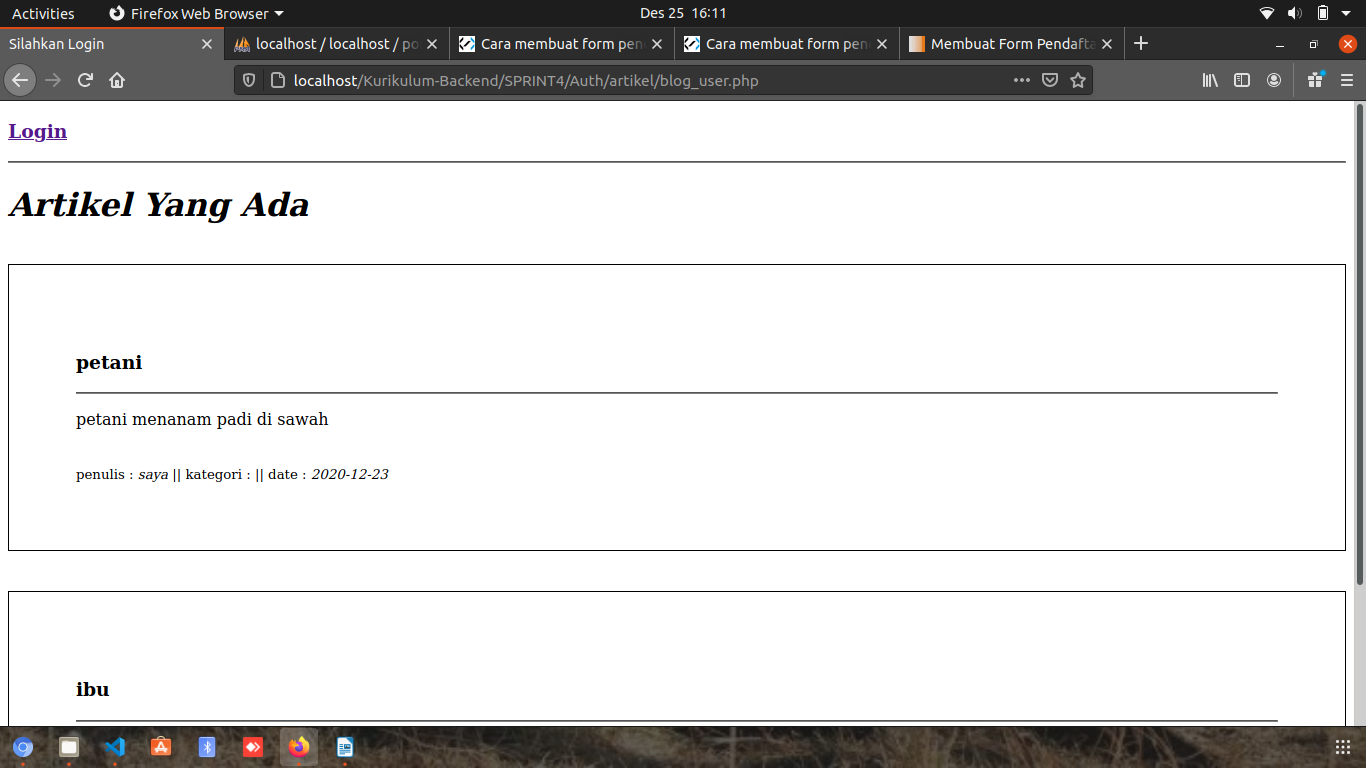 Activities Firefox Web Browser Des 25 16:11
Silahkan Login localhost / localhost / po Cara membuat form pen Cara membuat form pen Membuat Form Pendafta
localhost/Kurikulum-Backend/SPRINT4/Auth/artikel/blog_user.php
Login
Artikel Yang Ada
petani
petani menanam padi di sawah
penulis : saya || kategori : || date : 2020-12-23
ibu